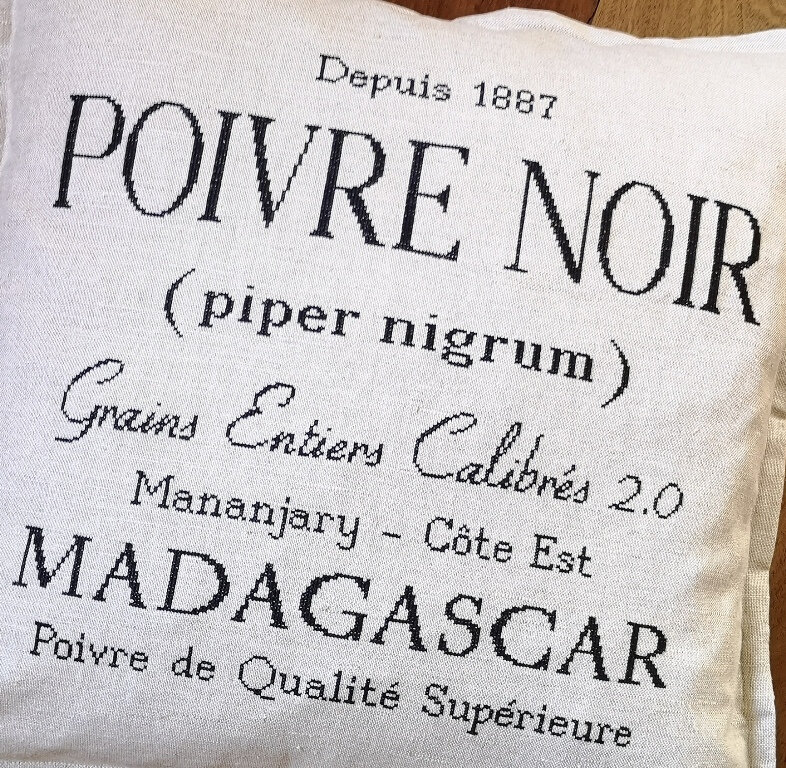 Depuis 1887
POIVRE NOIR
(piper nigrum)
Grains Entiers Calibrés 2.0
Mananjary - Côte Est
MADAGASCAR
Poivre de Qualité Supérieure